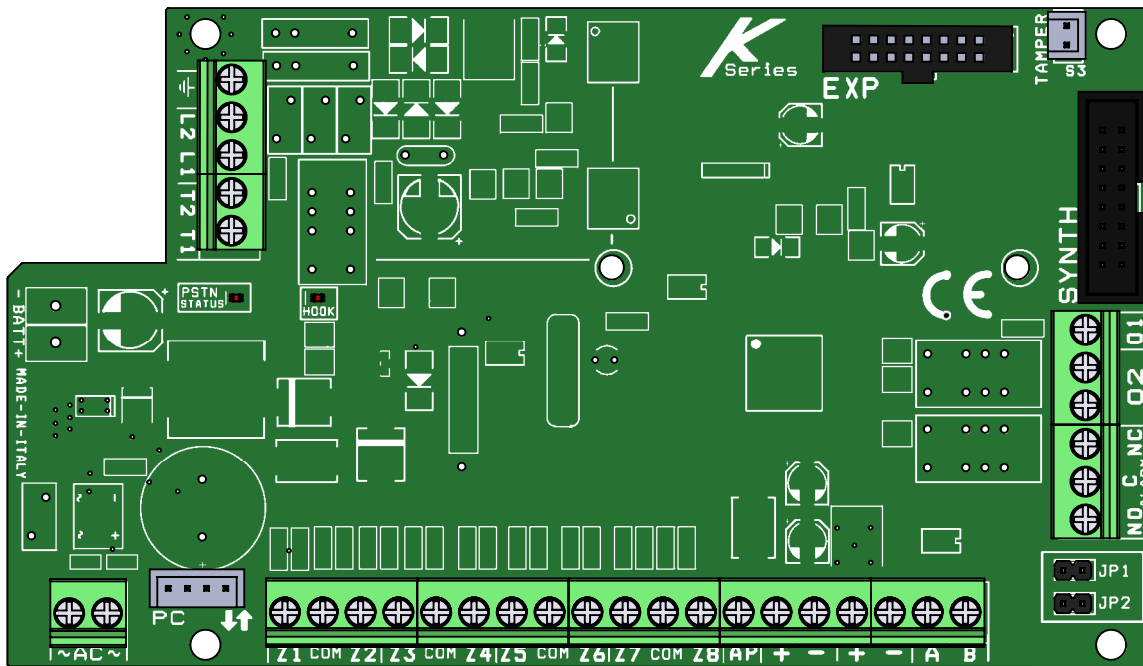 K
Series
EXP
TAMPER
S3
L2 L1 T2 T1
SYNTH
PSTN
STATUS
HOOK
CE
- BATT +
MADE-IN-ITALY
O1
O2
NC
C
NO
JP1
JP2
PC
~AC~
Z1 COM Z2 Z3 COM Z4 Z5 COM Z6 Z7 COM Z8 AP + - + - A B